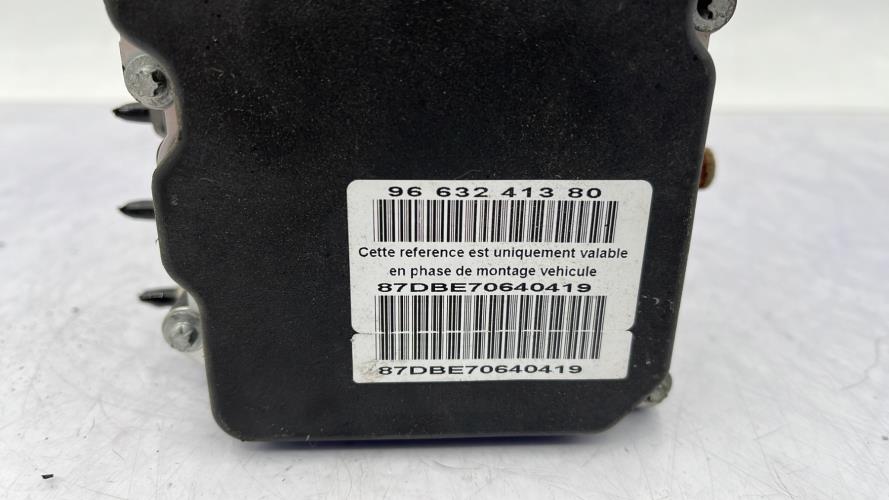 96 632 413 80
Cette reference est uniquement valable
en phase de montage vehicule
87DBE70640419
87DBE70640419